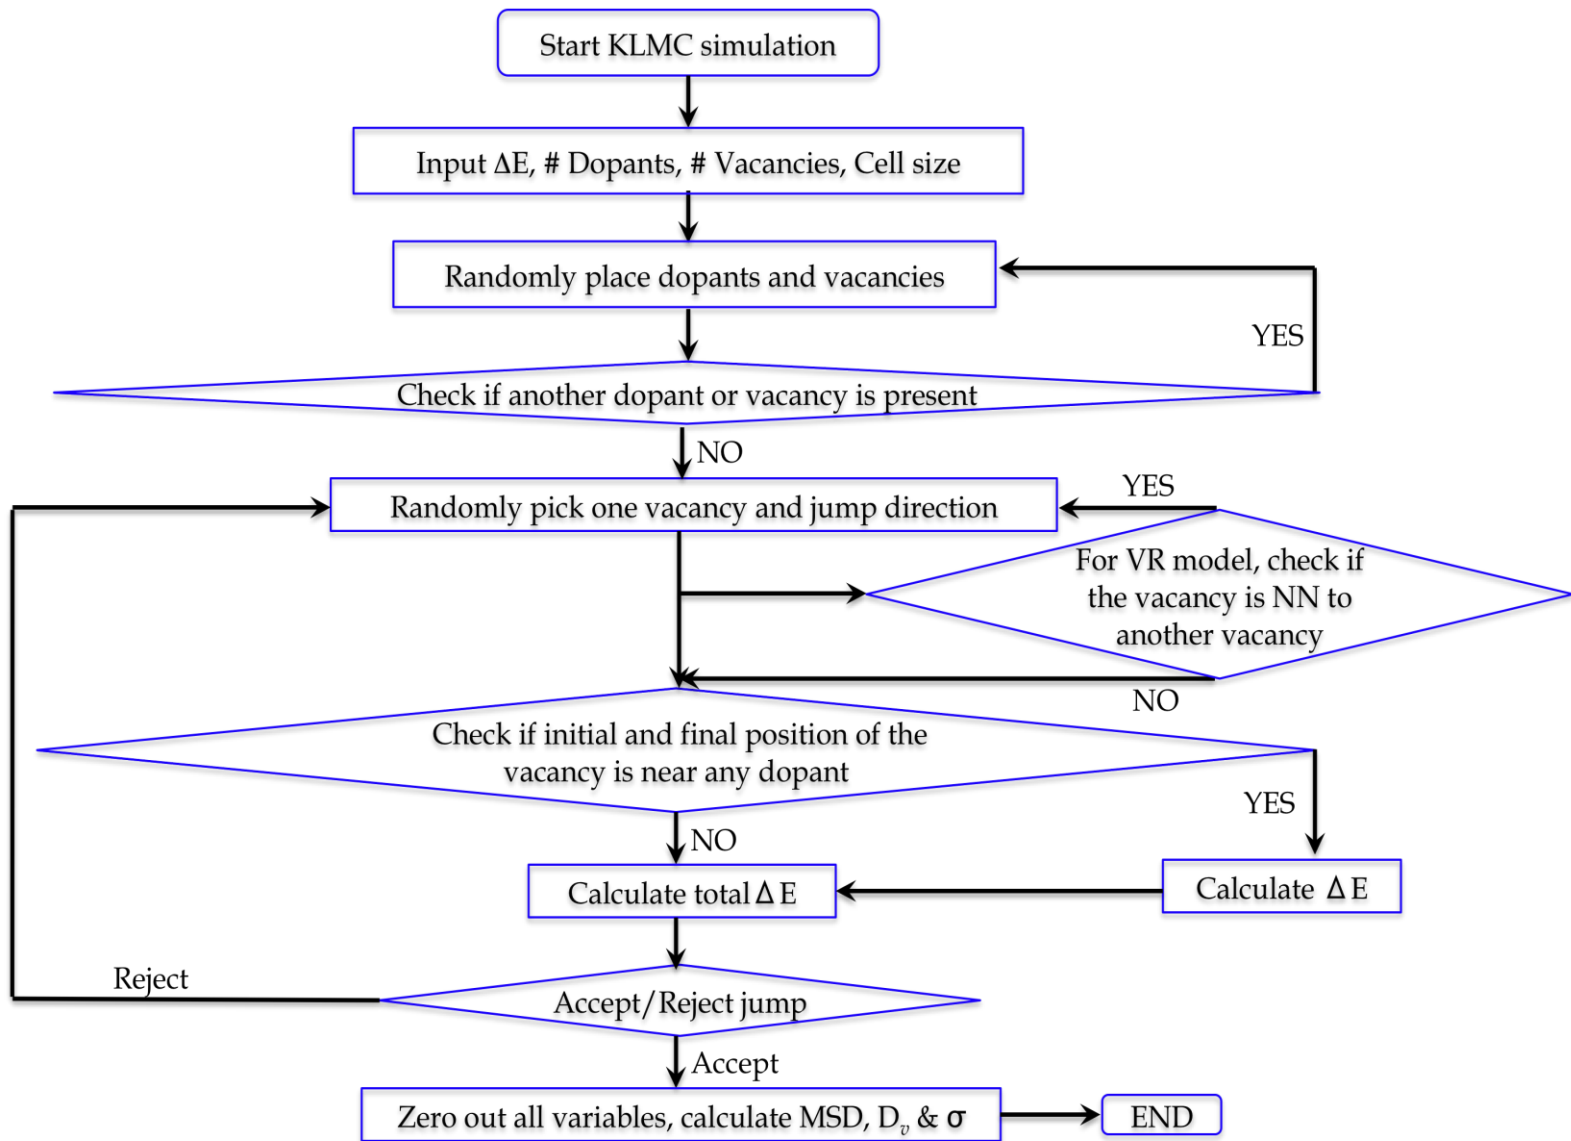 Start KLMC simulation
Input ΔE, # Dopants, # Vacancies, Cell size
Randomly place dopants and vacancies
YES
Check if another dopant or vacancy is present
NO
Randomly pick one vacancy and jump direction
YES
For VR model, check if
the vacancy is NN to
another vacancy
NO
Check if initial and final position of the
vacancy is near any dopant
YES
NO
Calculate total Δ E
Calculate Δ E
Reject
Accept/Reject jump
Accept
Zero out all variables, calculate MSD, Dᵥ & σ
END